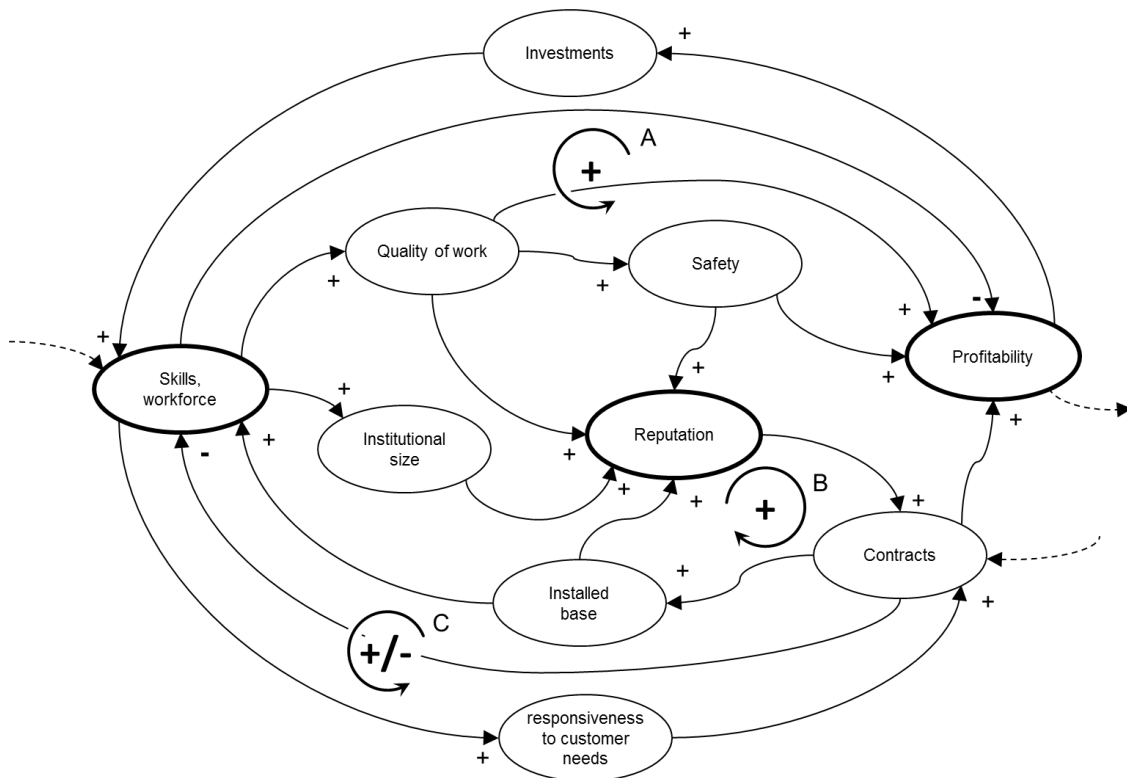 Investments
+
+
A
+
Quality of work
Safety
+
+
+
-
+
Profitability
Skills,
workforce
+
+
+
+
Reputation
Institutional
size
+
-
+
+
+
B
+
+
Contracts
+
Installed
base
+
C
+/-
responsiveness
to customer
needs
+